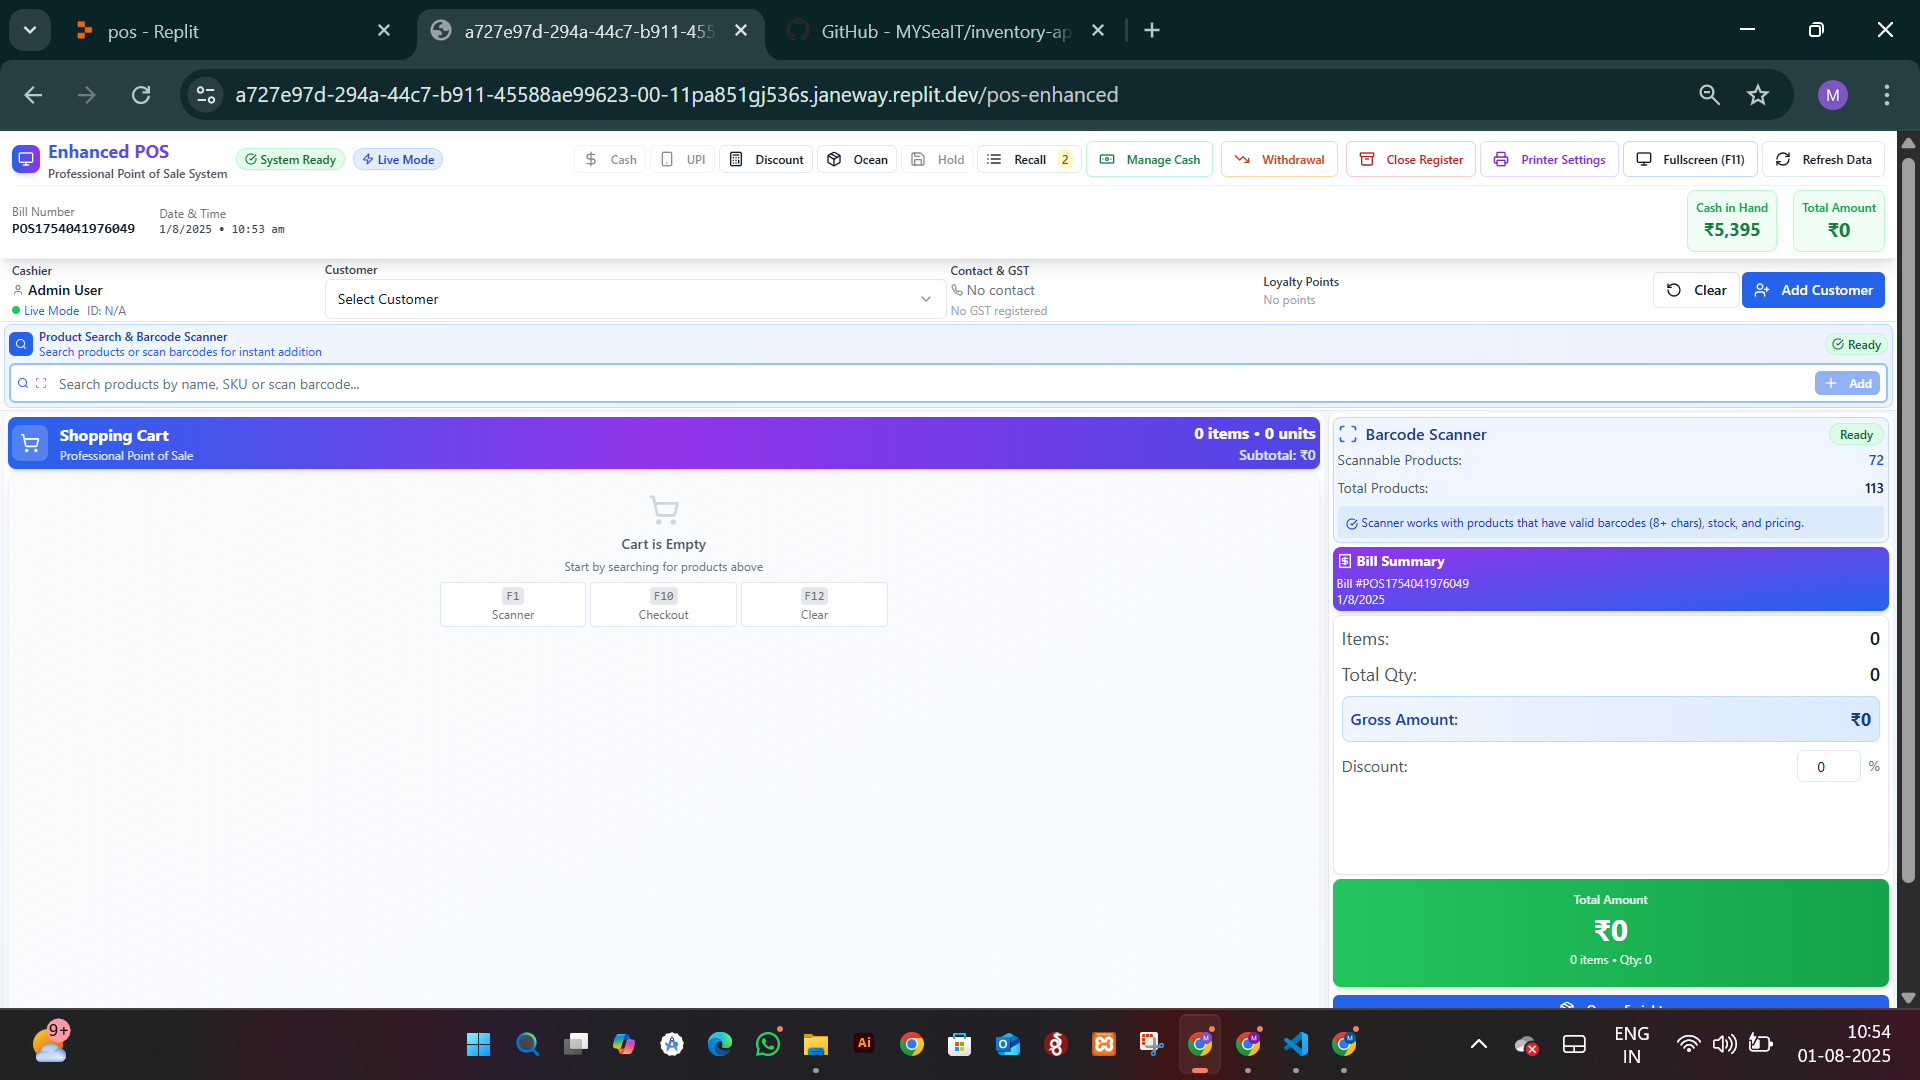 pos - Replit
a727e97d-294a-44c7-b911-455
GitHub - MYSeaIT/inventory-ap
a727e97d-294a-44c7-b911-45588ae99623-00-11pa851gj536s.janeway.replit.dev/pos-enhanced
M
Enhanced POS
Professional Point of Sale System
System Ready
Live Mode
Cash
UPI
Discount
Ocean
Hold
Recall 2
Manage Cash
Withdrawal
Close Register
Printer Settings
Fullscreen (F11)
Refresh Data
Bill Number
POS1754041976049
Date & Time
1/8/2025 • 10:53 am
Cash in Hand
₹5,395
Total Amount
₹0
Cashier
Admin User
Live Mode ID: N/A
Customer
Select Customer
Contact & GST
No contact
No GST registered
Loyalty Points
No points
Clear
Add Customer
Product Search & Barcode Scanner
Search products or scan barcodes for instant addition
Ready
Search products by name, SKU or scan barcode...
Add
Shopping Cart
Professional Point of Sale
0 items • 0 units
Subtotal: ₹0
Cart is Empty
Start by searching for products above
F1
Scanner
F10
Checkout
F12
Clear
Barcode Scanner
Ready
Scannable Products: 72
Total Products: 113
Scanner works with products that have valid barcodes (8+ chars), stock, and pricing.
Bill Summary
Bill #POS1754041976049
1/8/2025
Items: 0
Total Qty: 0
Gross Amount: ₹0
Discount: 0 %
Total Amount
₹0
0 items • Qty: 0
9+
Ai
ENG
IN
10:54
01-08-2025